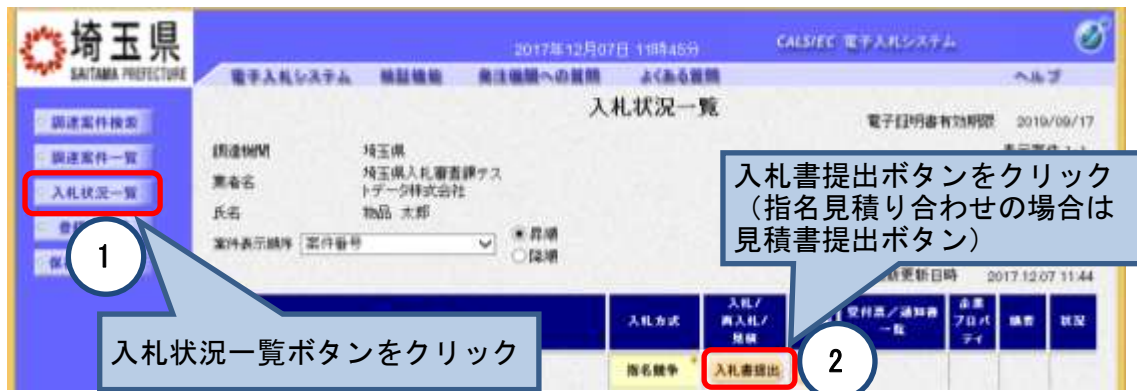 埼玉県
SAITAMA PREFECTURE
2017年12月07日 11時45分
CALS/EC 電子入札システム
電子入札システム 検証機能 発注機関への質問 よくある質問 ヘルプ
調達案件検索
調達案件一覧
入札状況一覧
入札状況一覧
電子証明書有効期限 2019/09/17
調達機関 埼玉県
業者名 埼玉県入札審査課テス
トデータ株式会社
氏名 物品 太郎
案件表示順序 案件番号
昇順
降順
入札書提出ボタンをクリック
（指名見積り合わせの場合は
見積書提出ボタン）
更新日時 2017.12.07 11:44
1
入札状況一覧ボタンをクリック
入札方式
入札/
再入札/
見積
受付票/通知書
一覧
企業
プロパ
ティ
摘要
状況
指名競争
入札書提出
2